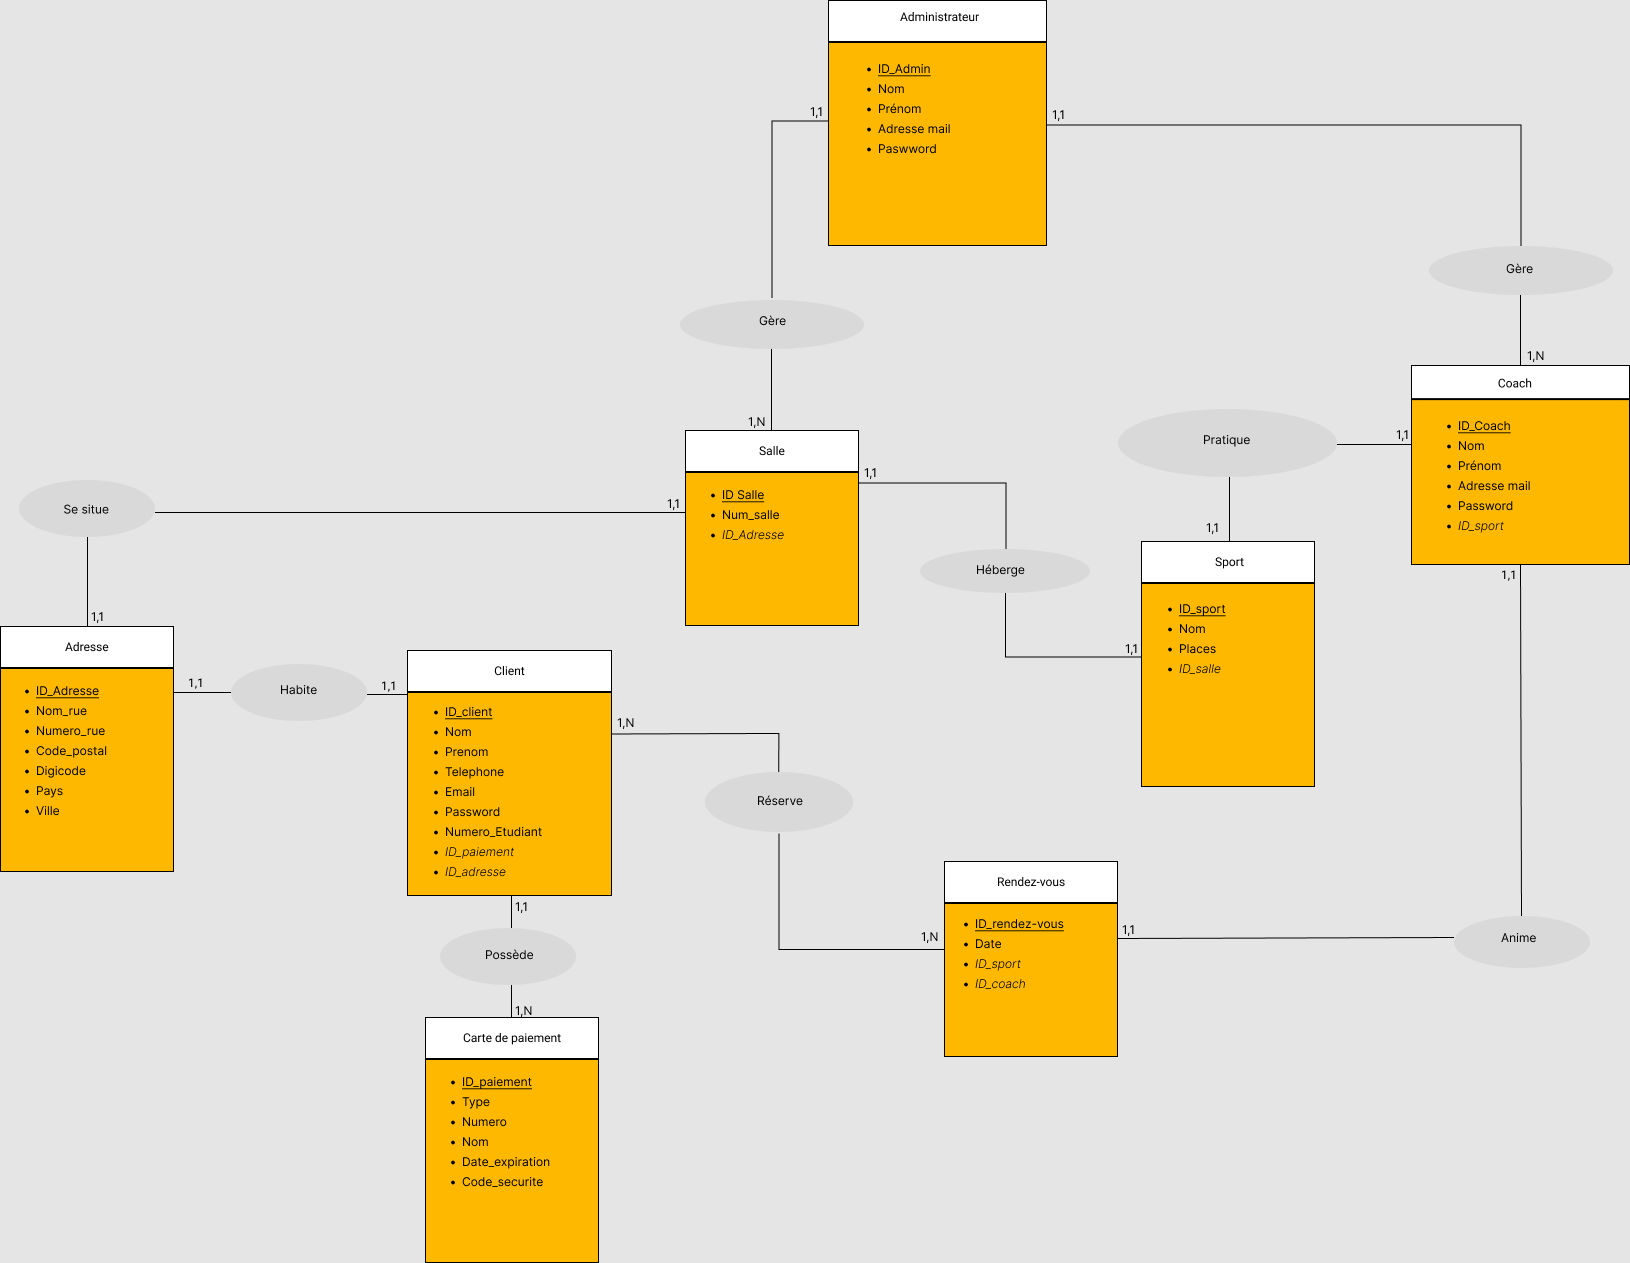 Administrateur
ID_Admin
Nom
Prénom
Adresse mail
Paswword
1,1
1,1
Gère
1,N
Gère
1,N
Coach
ID_Coach
Nom
Prénom
Adresse mail
Password
ID_sport
1,1
1,1
Pratique
1,1
Salle
ID Salle
Num_salle
ID_Adresse
1,1
1,1
Se situe
1,1
Héberge
1,1
Sport
ID_sport
Nom
Places
ID_salle
Adresse
ID_Adresse
Nom_rue
Numero_rue
Code_postal
Digicode
Pays
Ville
1,1
Habite
1,1
Client
ID_client
Nom
Prenom
Telephone
Email
Password
Numero_Etudiant
ID_paiement
ID_adresse
1,N
Réserve
1,N
Rendez-vous
ID_rendez-vous
Date
ID_sport
ID_coach
1,1
Anime
1,1
Possède
1,N
Carte de paiement
ID_paiement
Type
Numero
Nom
Date_expiration
Code_securite